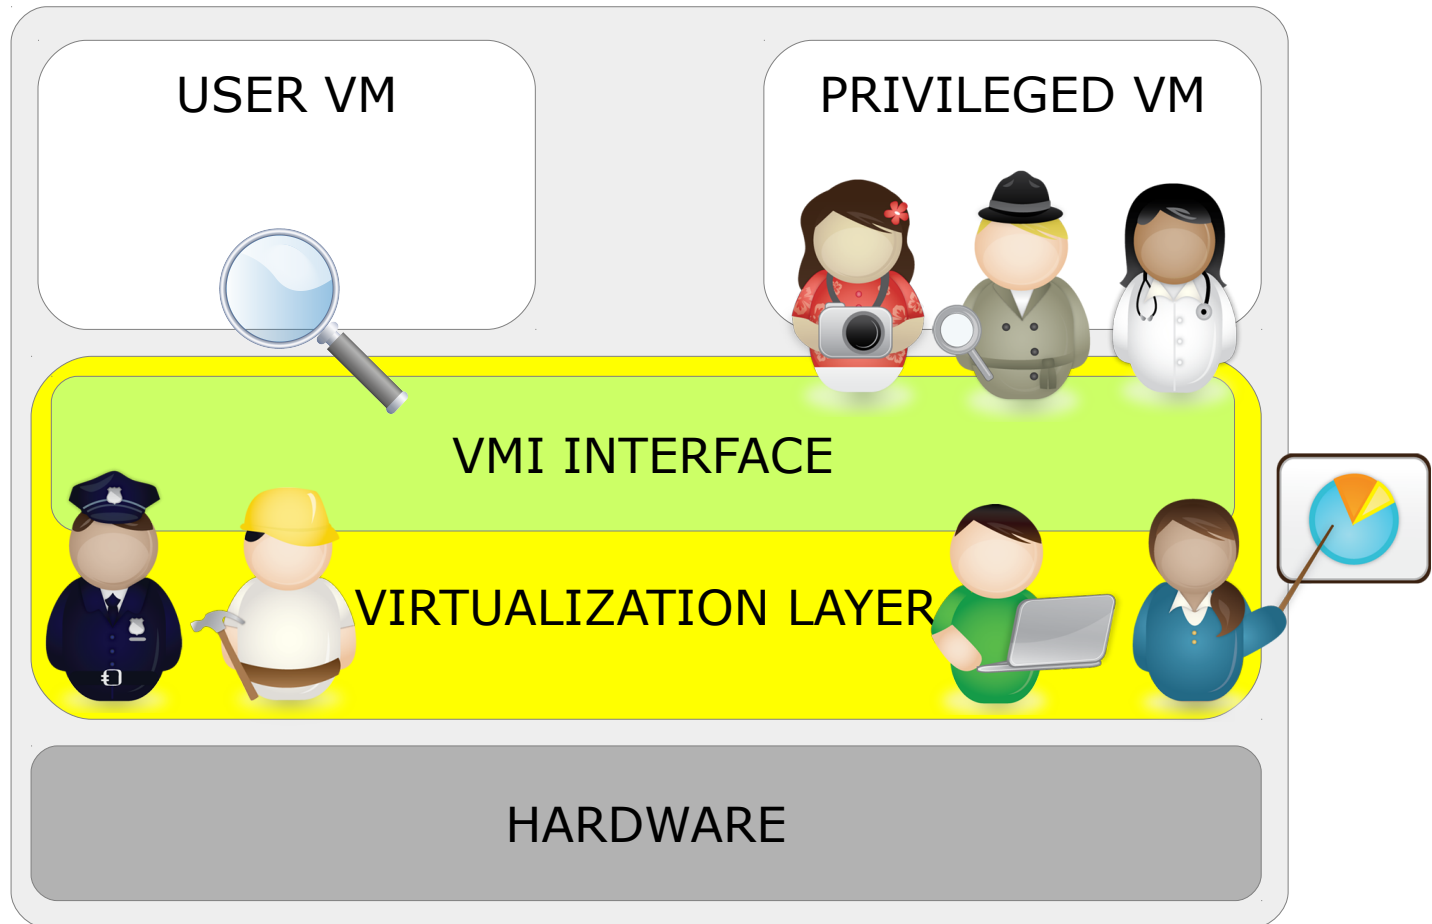 USER VM
PRIVILEGED VM
VMI INTERFACE
VIRTUALIZATION LAYER
HARDWARE